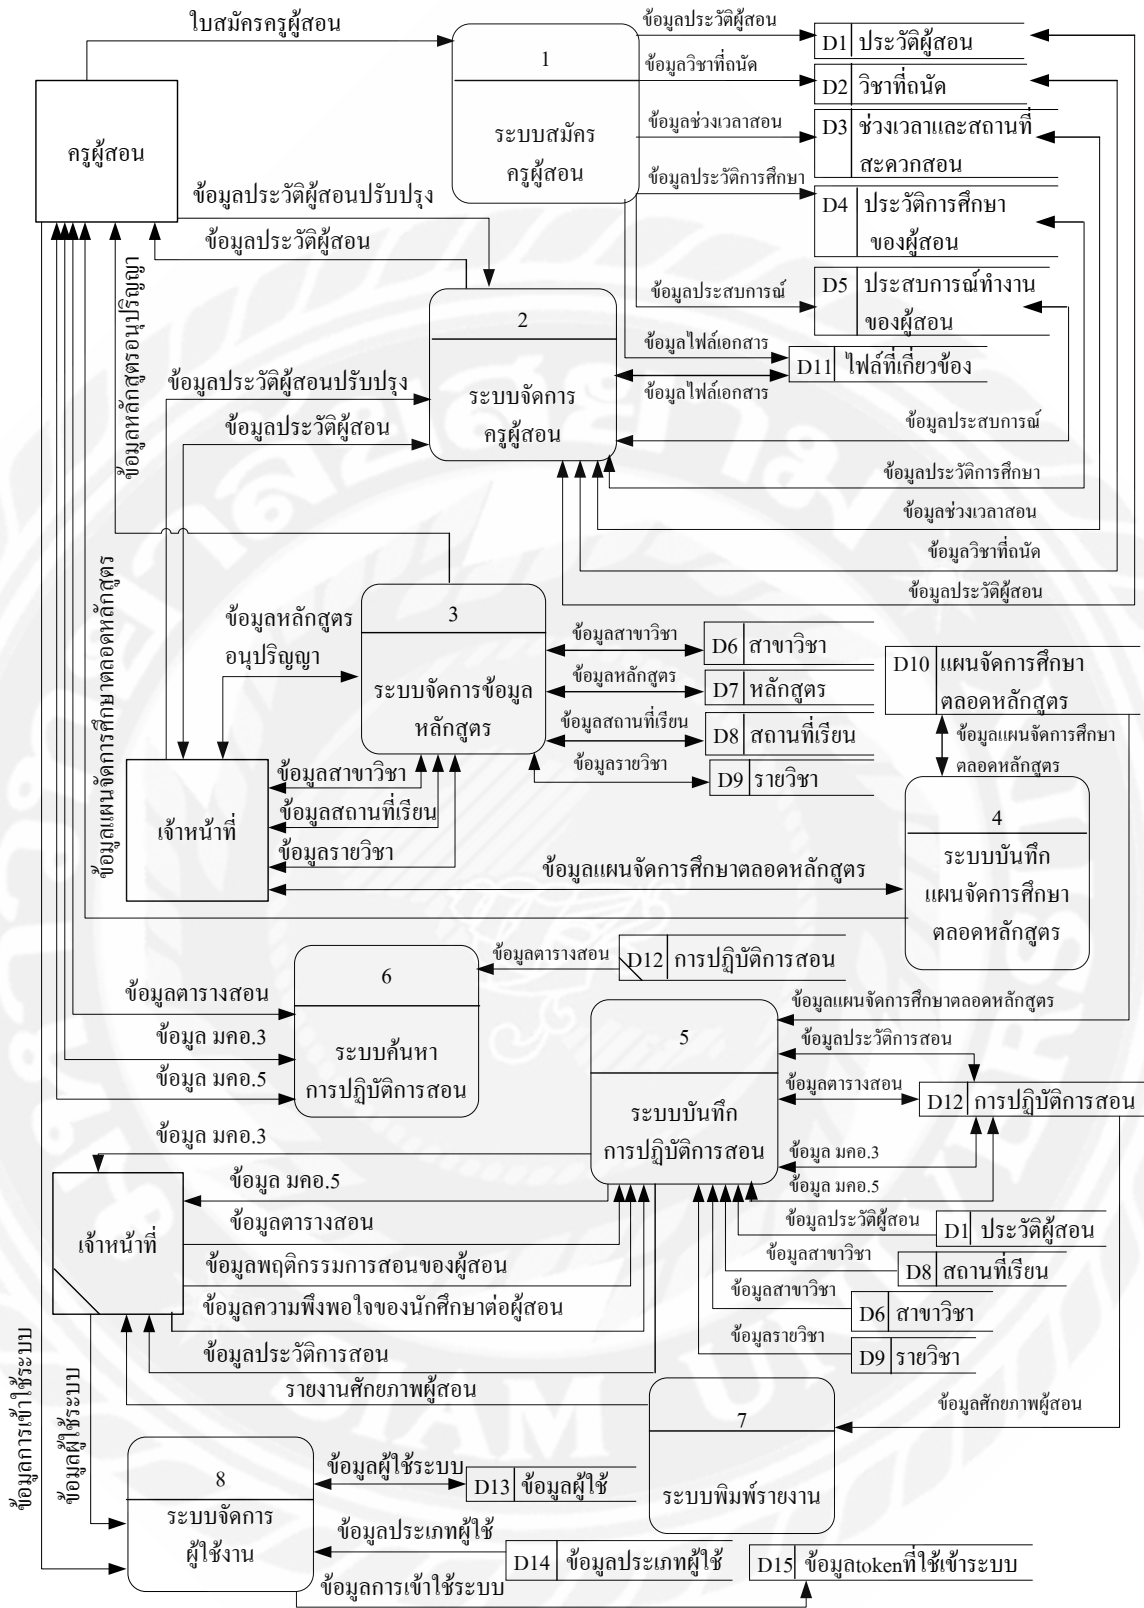 ใบสมัครครูผู้สอน
ข้อมูลประวัติผู้สอน
D1 ประวัติผู้สอน
1
ข้อมูลวิชาที่ถนัด
D2 วิชาที่ถนัด
ระบบสมัคร
ครูผู้สอน
ข้อมูลช่วงเวลาสอน
D3 ช่วงเวลาและสถานที่
สะดวกสอน
ครูผู้สอน
ข้อมูลประวัติการศึกษา
D4 ประวัติการศึกษา
ของผู้สอน
ข้อมูลประวัติผู้สอนปรับปรุง
ข้อมูลประวัติผู้สอน
ข้อมูลหลักสูตรอนุปริญญา
ข้อมูลประสบการณ์
D5 ประสบการณ์ทำงาน
ของผู้สอน
2
ระบบจัดการ
ครูผู้สอน
ข้อมูลไฟล์เอกสาร
D11 ไฟล์ที่เกี่ยวข้อง
ข้อมูลไฟล์เอกสาร
ข้อมูลประวัติผู้สอนปรับปรุง
ข้อมูลประวัติผู้สอน
ข้อมูลประสบการณ์
ข้อมูลประวัติการศึกษา
ข้อมูลช่วงเวลาสอน
ข้อมูลวิชาที่ถนัด
ข้อมูลประวัติผู้สอน
ข้อมูลแผนจัดการศึกษาตลอดหลักสูตร
ข้อมูลหลักสูตร
อนุปริญญา
3
ระบบจัดการข้อมูล
หลักสูตร
ข้อมูลสาขาวิชา
D6 สาขาวิชา
ข้อมูลหลักสูตร
D7 หลักสูตร
ข้อมูลสถานที่เรียน
D8 สถานที่เรียน
ข้อมูลรายวิชา
D9 รายวิชา
D10 แผนจัดการศึกษา
ตลอดหลักสูตร
ข้อมูลแผนจัดการศึกษา
ตลอดหลักสูตร
เจ้าหน้าที่
ข้อมูลสาขาวิชา
ข้อมูลสถานที่เรียน
ข้อมูลรายวิชา
4
ระบบบันทึก
แผนจัดการศึกษา
ตลอดหลักสูตร
ข้อมูลแผนจัดการศึกษาตลอดหลักสูตร
6
ระบบค้นหา
การปฏิบัติการสอน
ข้อมูลตารางสอน
D12 การปฏิบัติการสอน
ข้อมูลตารางสอน
ข้อมูล มคอ.3
ข้อมูล มคอ.5
5
ระบบบันทึก
การปฏิบัติการสอน
ข้อมูลแผนจัดการศึกษาตลอดหลักสูตร
ข้อมูลประวัติการสอน
ข้อมูลตารางสอน
D12 การปฏิบัติการสอน
ข้อมูล มคอ.3
ข้อมูล มคอ.5
ข้อมูล มคอ.3
ข้อมูล มคอ.5
ข้อมูลตารางสอน
ข้อมูลพฤติกรรมการสอนของผู้สอน
ข้อมูลความพึงพอใจของนักศึกษาต่อผู้สอน
ข้อมูลประวัติการสอน
รายงานศักยภาพผู้สอน
เจ้าหน้าที่
ข้อมูลประวัติผู้สอน
D1 ประวัติผู้สอน
ข้อมูลสาขาวิชา
D8 สถานที่เรียน
ข้อมูลสาขาวิชา
D6 สาขาวิชา
ข้อมูลรายวิชา
D9 รายวิชา
7
ระบบพิมพ์รายงาน
ข้อมูลศักยภาพผู้สอน
ข้อมูลการเข้าใช้ระบบ
ข้อมูลผู้ใช้ระบบ
8
ระบบจัดการ
ผู้ใช้งาน
ข้อมูลผู้ใช้ระบบ
D13 ข้อมูลผู้ใช้
ข้อมูลประเภทผู้ใช้
D14 ข้อมูลประเภทผู้ใช้
ข้อมูลการเข้าใช้ระบบ
D15 ข้อมูลtokenที่ใช้เข้าระบบ